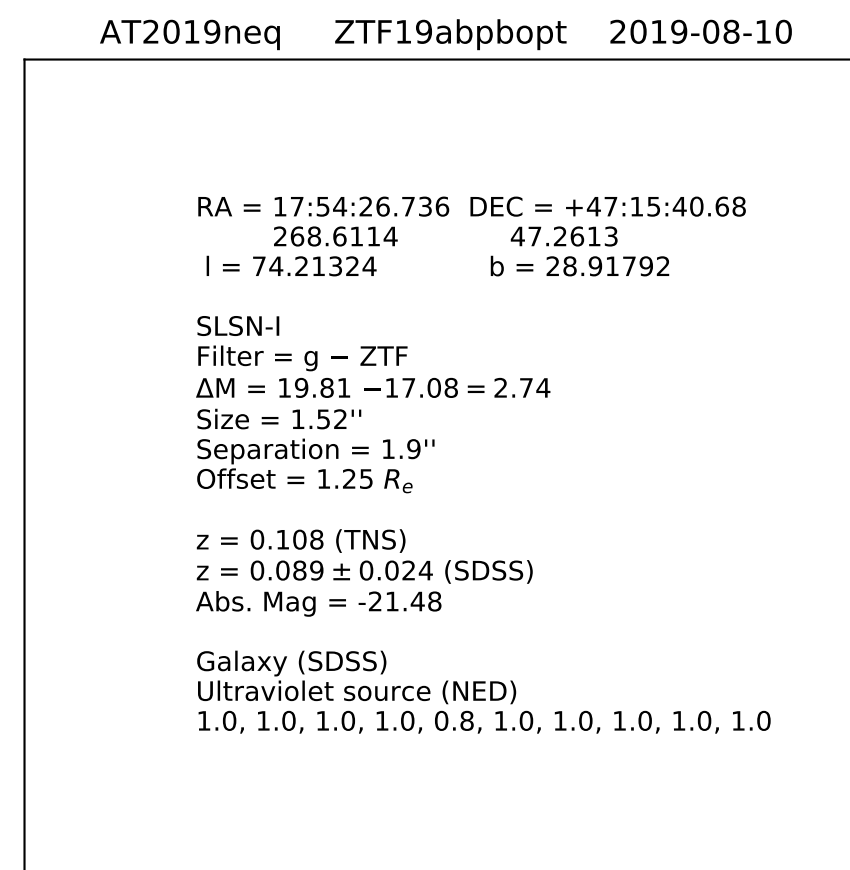 AT2019neq ZTF19abpbopt 2019-08-10
RA = 17:54:26.736 DEC = +47:15:40.68
268.6114 47.2613
l = 74.21324 b = 28.91792
SLSN-I
Filter = g − ZTF
ΔM = 19.81 −17.08 = 2.74
Size = 1.52''
Separation = 1.9''
Offset = 1.25 Re
z = 0.108 (TNS)
z = 0.089 ± 0.024 (SDSS)
Abs. Mag = -21.48
Galaxy (SDSS)
Ultraviolet source (NED)
1.0, 1.0, 1.0, 1.0, 0.8, 1.0, 1.0, 1.0, 1.0, 1.0